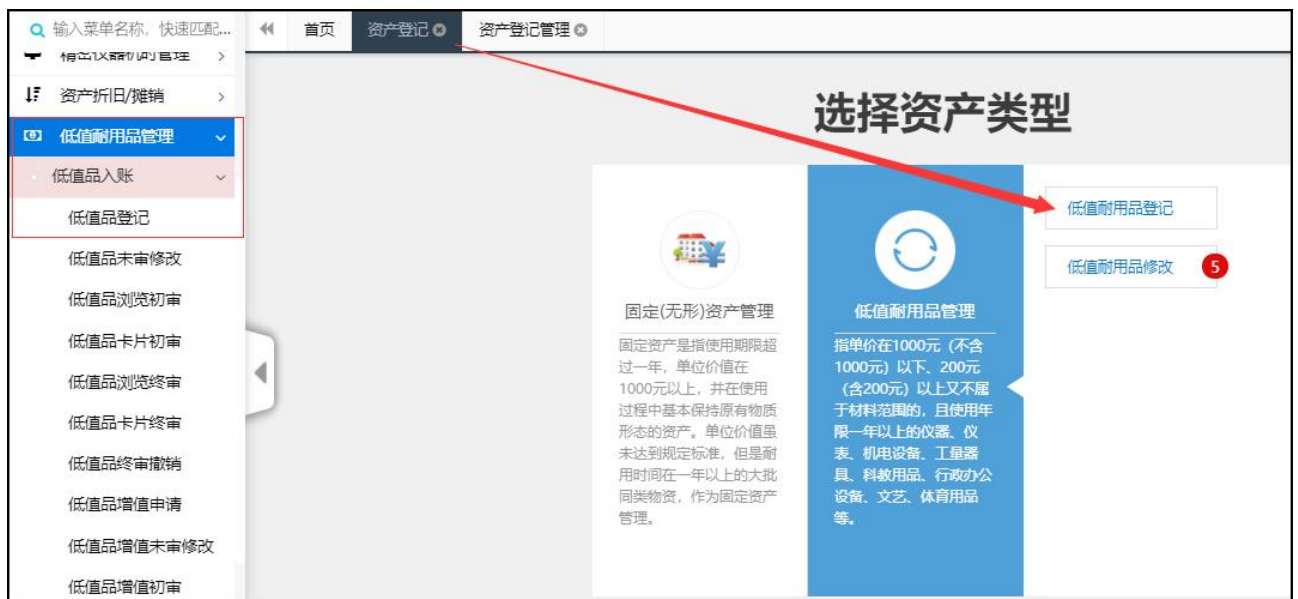 输入菜单名称，快速匹配...
首页
资产登记
资产登记管理
精密仪器机时管理
资产折旧/摊销
低值耐用品管理
低值品入账
低值品登记
低值品未审修改
低值品浏览初审
低值品卡片初审
低值品浏览终审
低值品卡片终审
低值品终审撤销
低值品增值申请
低值品增值未审修改
低值品增值初审
选择资产类型
固定(无形)资产管理
固定资产是指使用期限超
过一年，单位价值在
1000元以上，并在使用
过程中基本保持原有物质
形态的资产。单位价值虽
未达到规定标准，但是耐
用时间在一年以上的大批
同类物资，作为固定资产
管理。
低值耐用品管理
指单价在1000元（不含
1000元）以下、200元
（含200元）以上又不属
于材料范围的，且使用年
限一年以上的仪器、仪
表、机电设备、工量器
具、科教用品、行政办公
设备、文艺、体育用品
等。
低值耐用品登记
低值耐用品修改
5